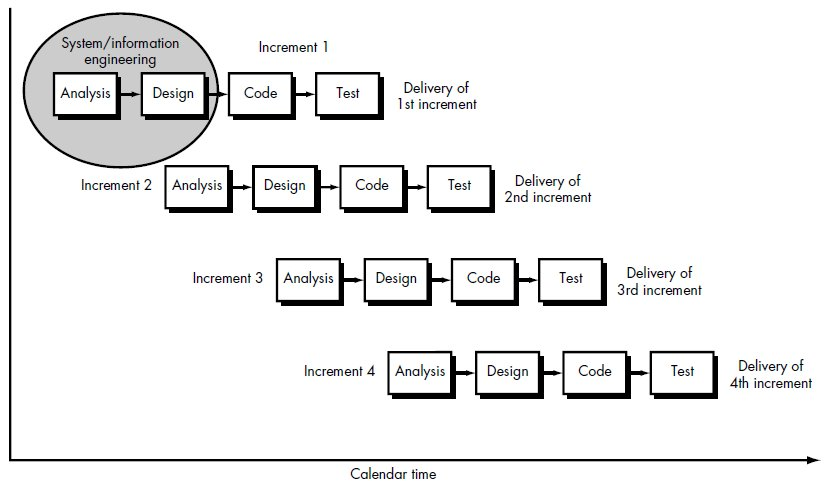 System/information
engineering
Increment 1
Analysis
Design
Code
Test
Delivery of
1st increment
Increment 2
Analysis
Design
Code
Test
Delivery of
2nd increment
Increment 3
Analysis
Design
Code
Test
Delivery of
3rd increment
Increment 4
Analysis
Design
Code
Test
Delivery of
4th increment
Calendar time